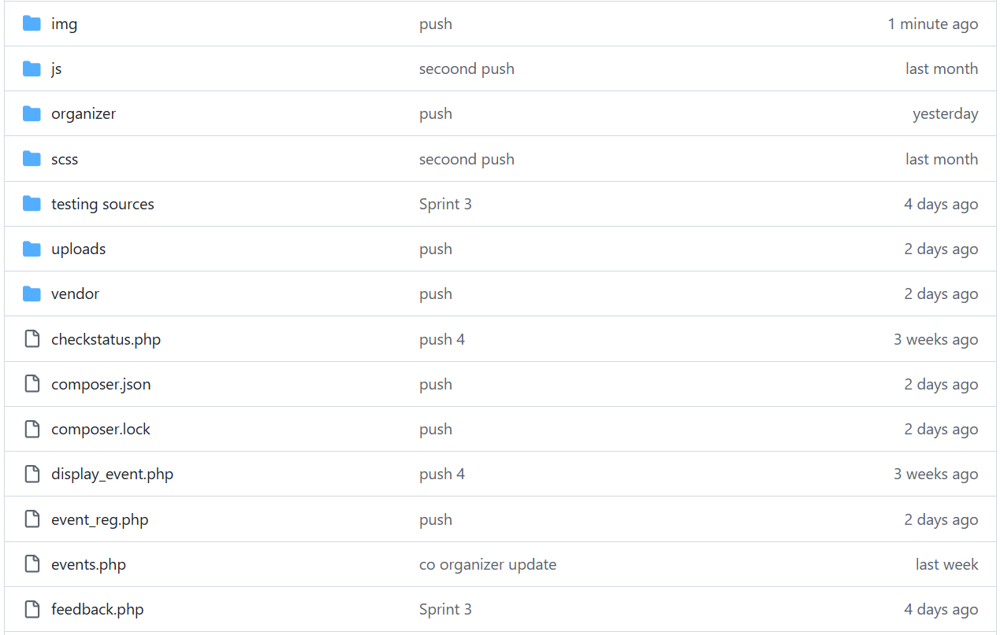 img push 1 minute ago
js secoond push last month
organizer push yesterday
scss secoond push last month
testing sources Sprint 3 4 days ago
uploads push 2 days ago
vendor push 2 days ago
checkstatus.php push 4 3 weeks ago
composer.json push 2 days ago
composer.lock push 2 days ago
display_event.php push 4 3 weeks ago
event_reg.php push 2 days ago
events.php co organizer update last week
feedback.php Sprint 3 4 days ago